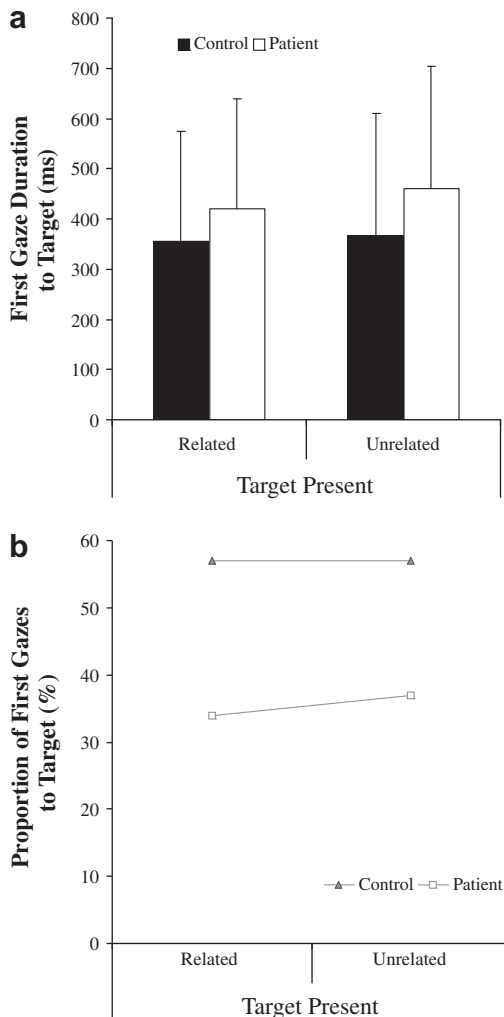 a
Control Patient
First Gaze Duration
to Target (ms)
800
700
600
500
400
300
200
100
0
Related Unrelated
Target Present
b
Proportion of First Gazes
to Target (%)
60
50
40
30
20
10
0
Control Patient
Related Unrelated
Target Present